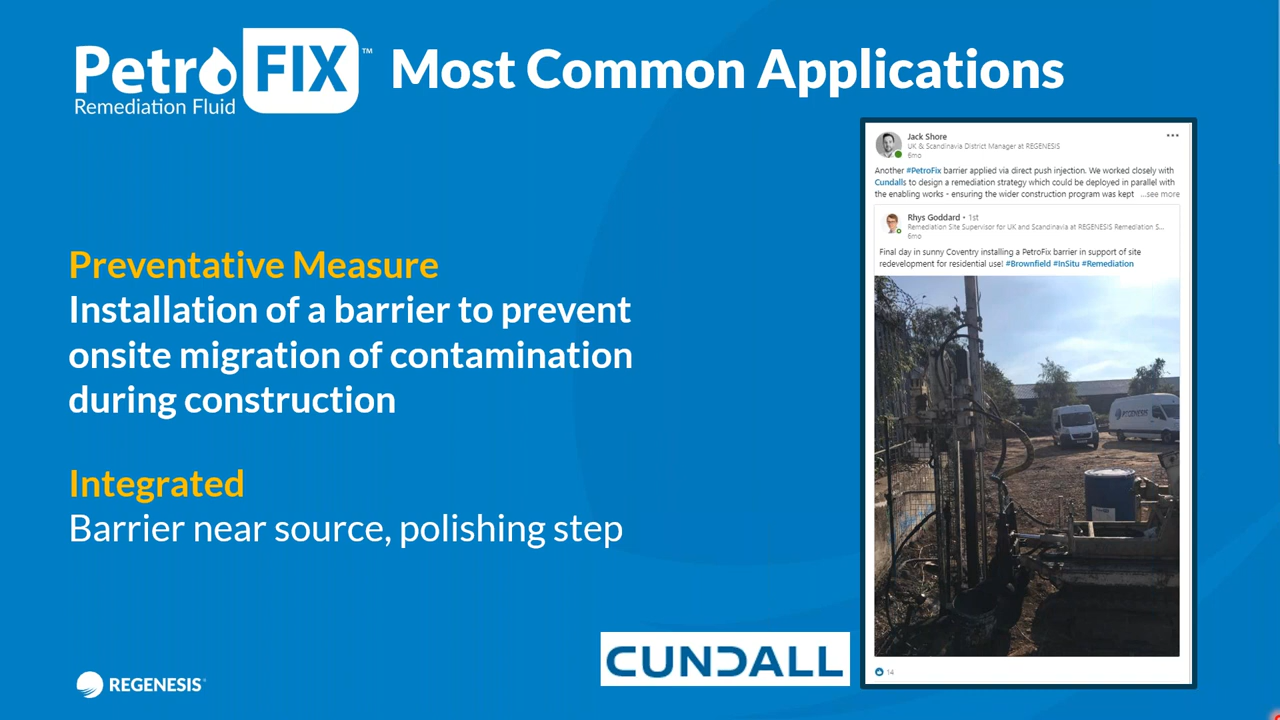 PetroFIX™
Remediation Fluid
Most Common Applications
Preventative Measure
Installation of a barrier to prevent
onsite migration of contamination
during construction
Integrated
Barrier near source, polishing step
Jack Shore
UK & Scandinavia District Manager at REGENESIS
6mo
Another #PetroFix barrier applied via direct push injection. We worked closely with
Cundalls to design a remediation strategy which could be deployed in parallel with
the enabling works - ensuring the wider construction program was kept ...see more
Rhys Goddard • 1st
Remediation Site Supervisor for UK and Scandinavia at REGENESIS Remediation S...
6mo
Final day in sunny Coventry installing a PetroFix barrier in support of site
redevelopment for residential use! #Brownfield #InSitu #Remediation
REGENESIS
14
CUNDALL
REGENESIS